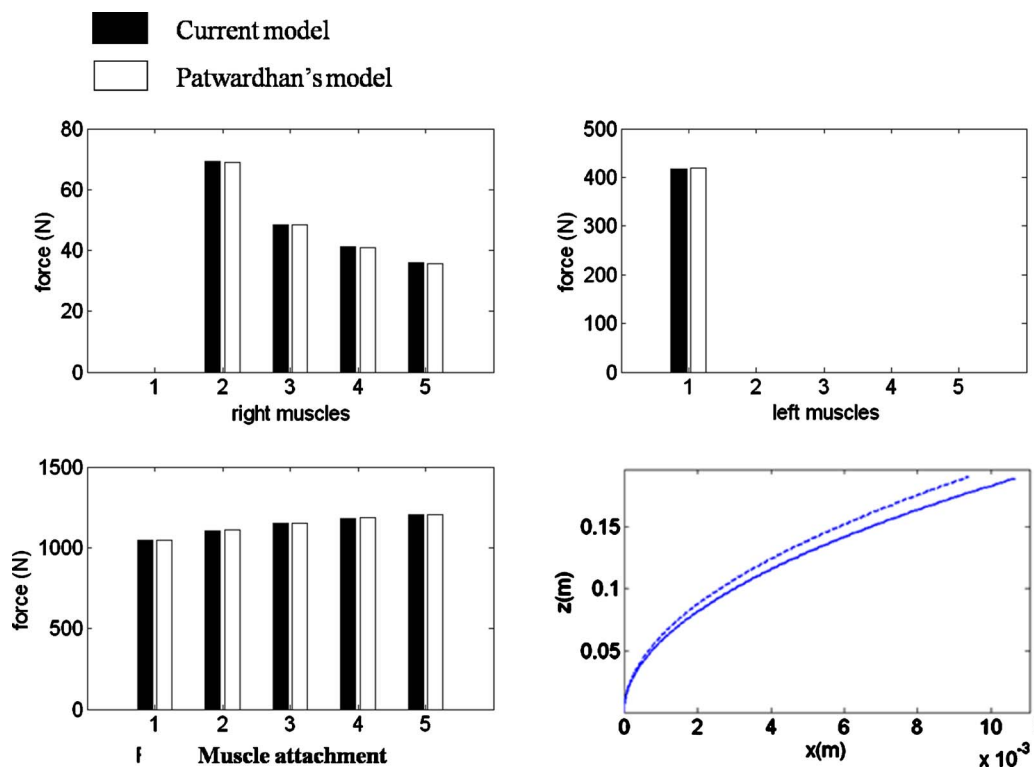 Current model
Patwardhan's model
80
60
40
20
0
force (N)
1 2 3 4 5
right muscles
500
400
300
200
100
0
force (N)
1 2 3 4 5
left muscles
1500
1000
500
0
force (N)
1 2 3 4 5
Muscle attachment
0.15
0.1
0.05
z(m)
0 2 4 6 8 10
x(m)
x 10⁻³